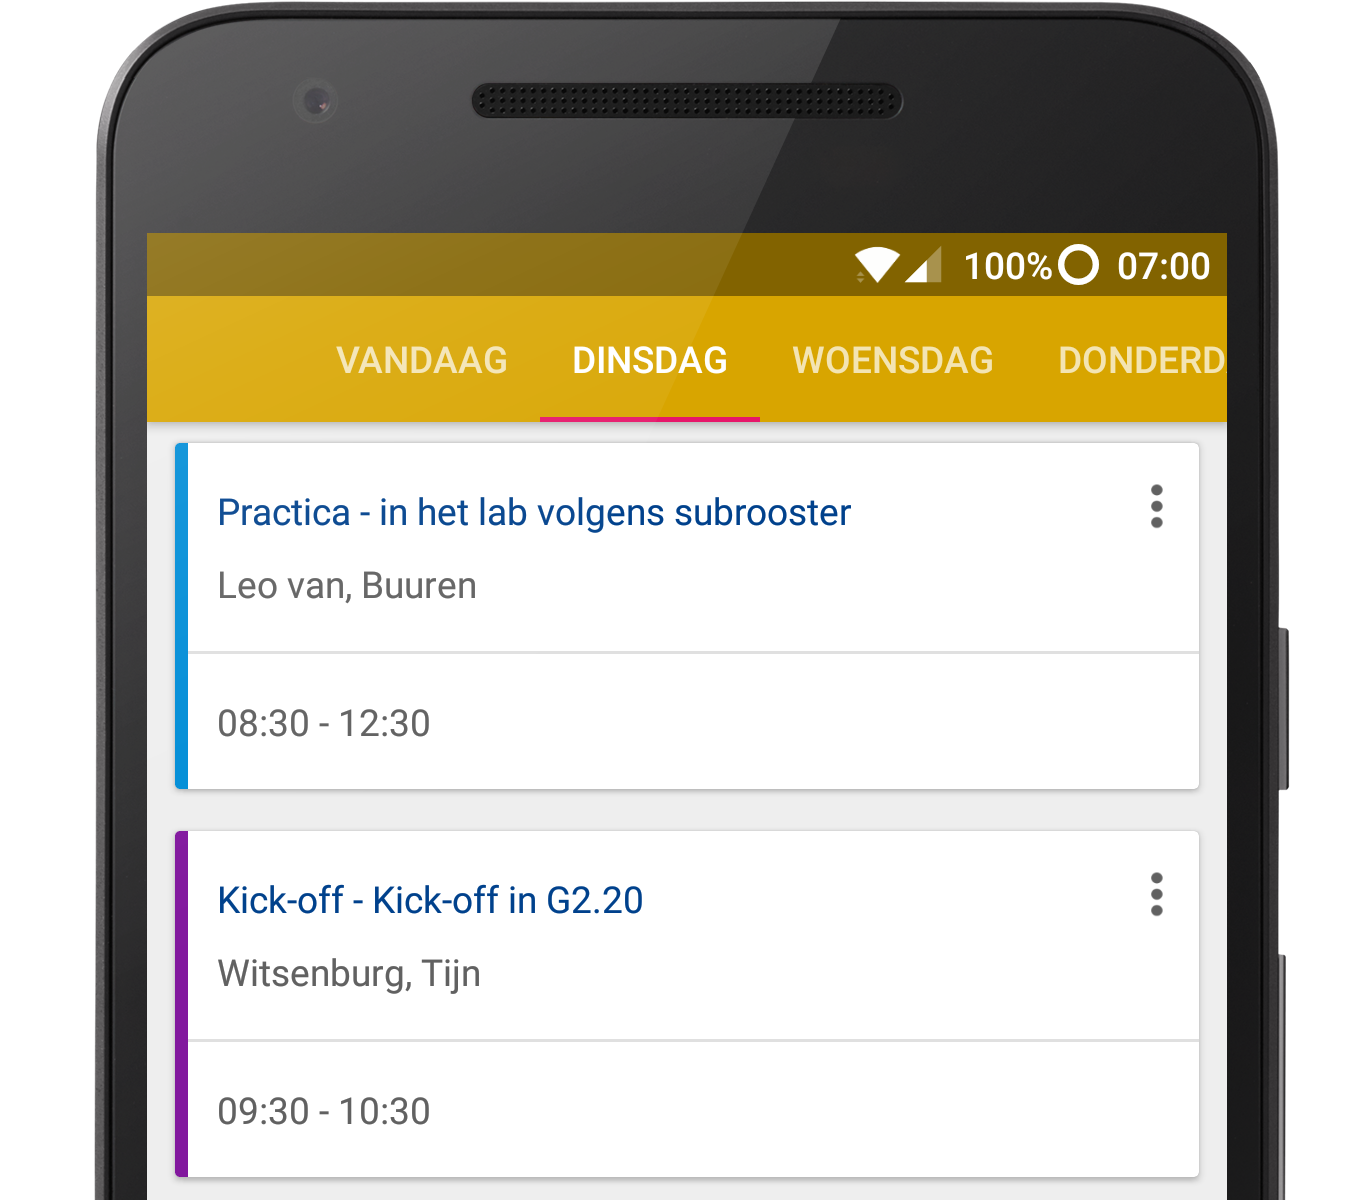 100% 07:00
VANDAAG DINSDAG WOENSDAG DONDERD
Practica - in het lab volgens subrooster
Leo van, Buuren
08:30 - 12:30
Kick-off - Kick-off in G2.20
Witsenburg, Tijn
09:30 - 10:30